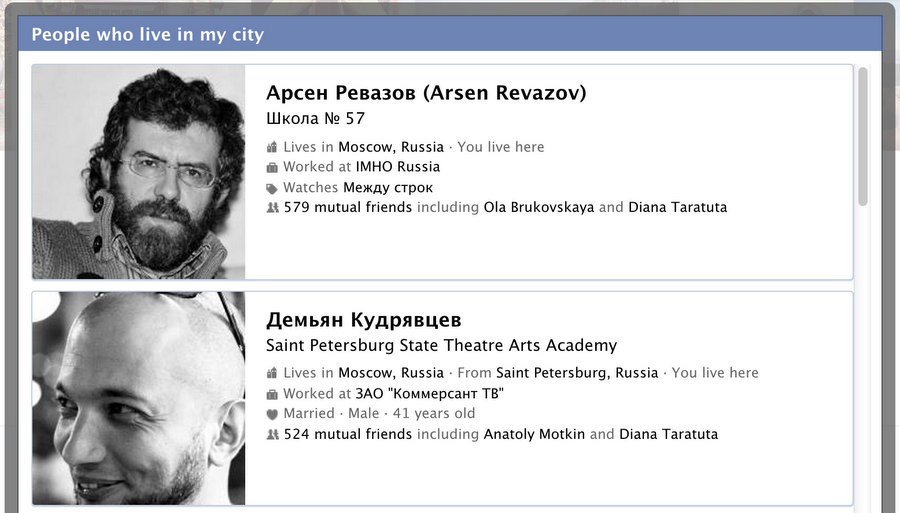 People who live in my city
Арсен Ревазов (Arsen Revazov)
Школа № 57
Lives in Moscow, Russia · You live here
Worked at IMHO Russia
Watches Между строк
579 mutual friends including Ola Brukovskaya and Diana Taratuta
Демьян Кудрявцев
Saint Petersburg State Theatre Arts Academy
Lives in Moscow, Russia · From Saint Petersburg, Russia · You live here
Worked at ЗАО "Коммерсант ТВ"
Married · Male · 41 years old
524 mutual friends including Anatoly Motkin and Diana Taratuta